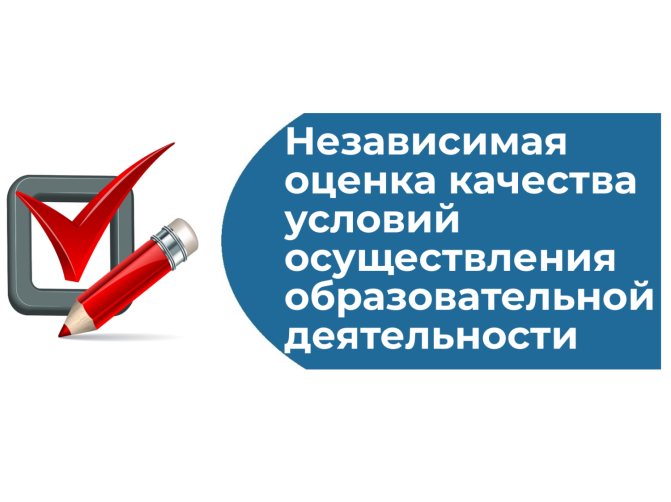 Независимая
оценка качества
условий
осуществления
образовательной
деятельности